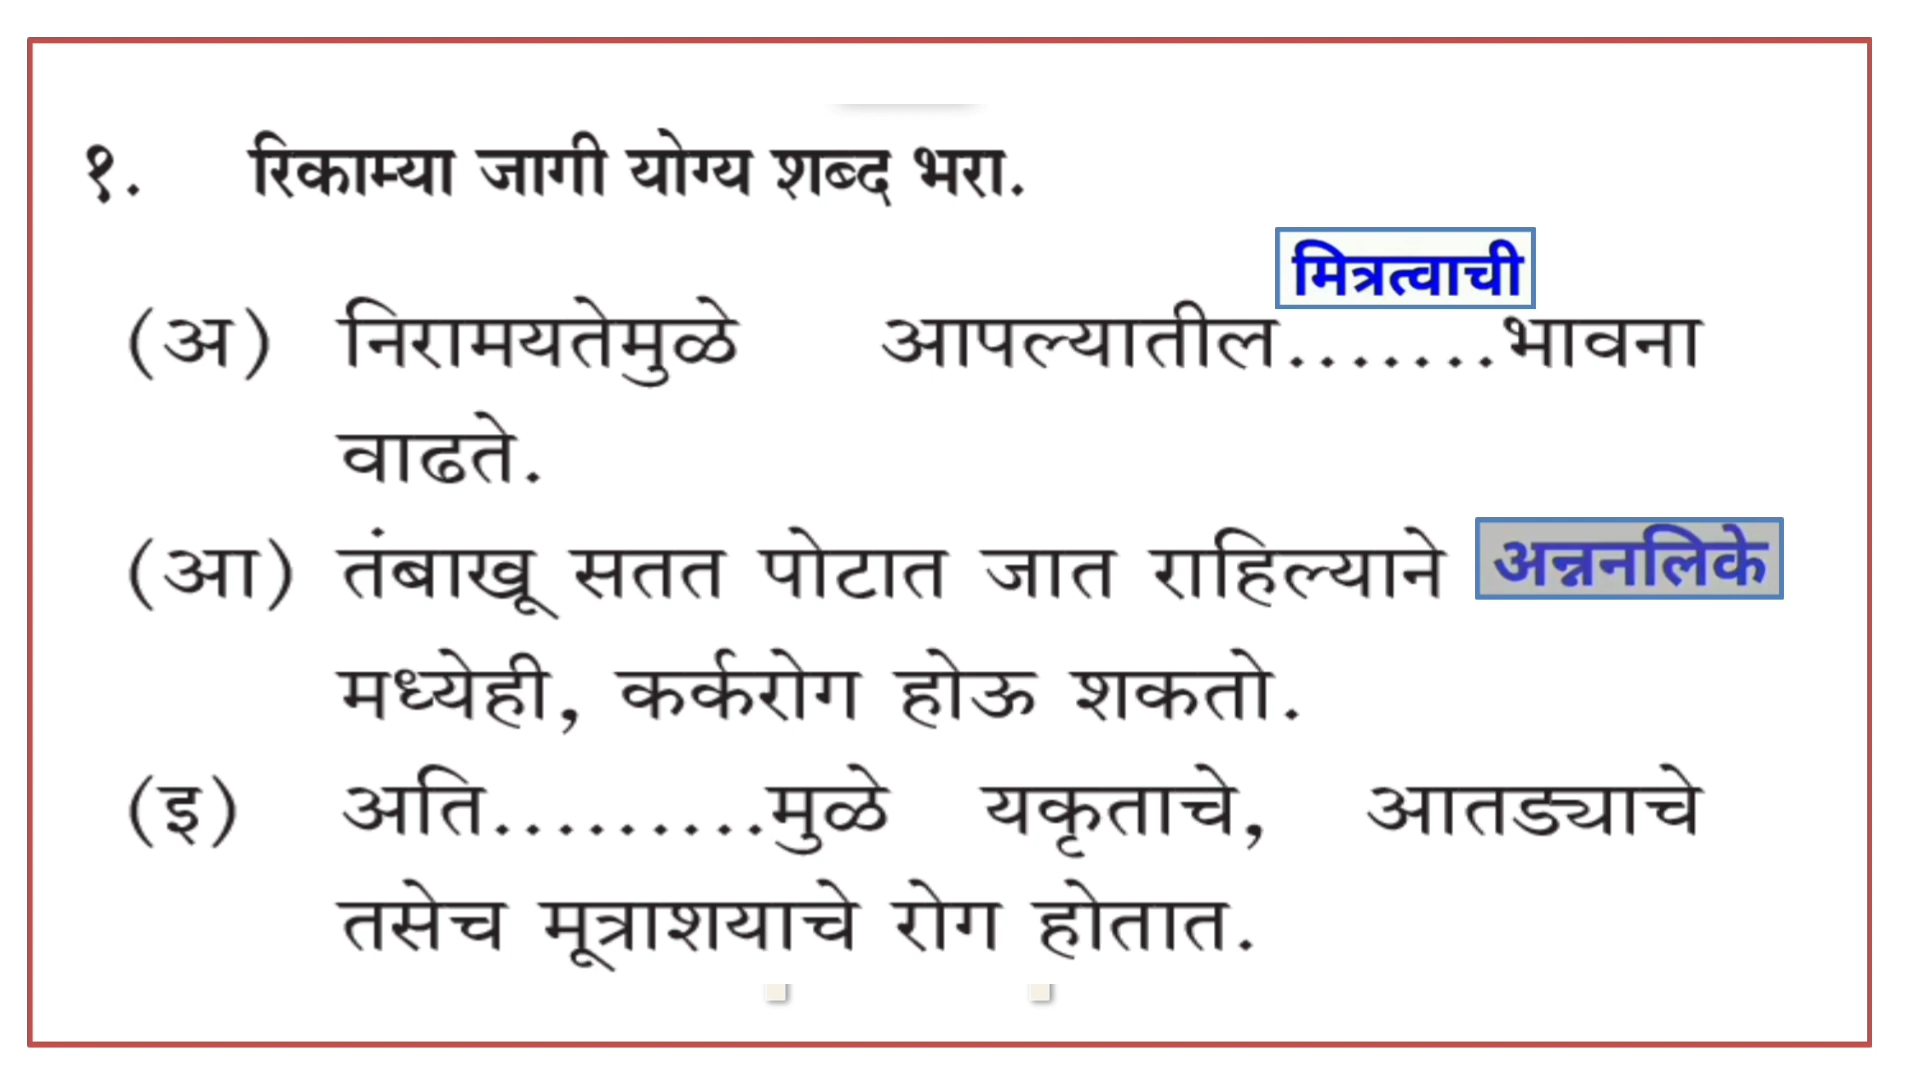 १. रिकाम्या जागी योग्य शब्द भरा.
मित्रत्वाची
(अ) निरामयतेमुळे आपल्यातील.......भावना
वाढते.
(आ) तंबाखू सतत पोटात जात राहिल्याने अन्ननलिके
मध्येही, कर्करोग होऊ शकतो.
(इ) अति.........मुळे यकृताचे, आतड्याचे
तसेच मूत्राशयाचे रोग होतात.